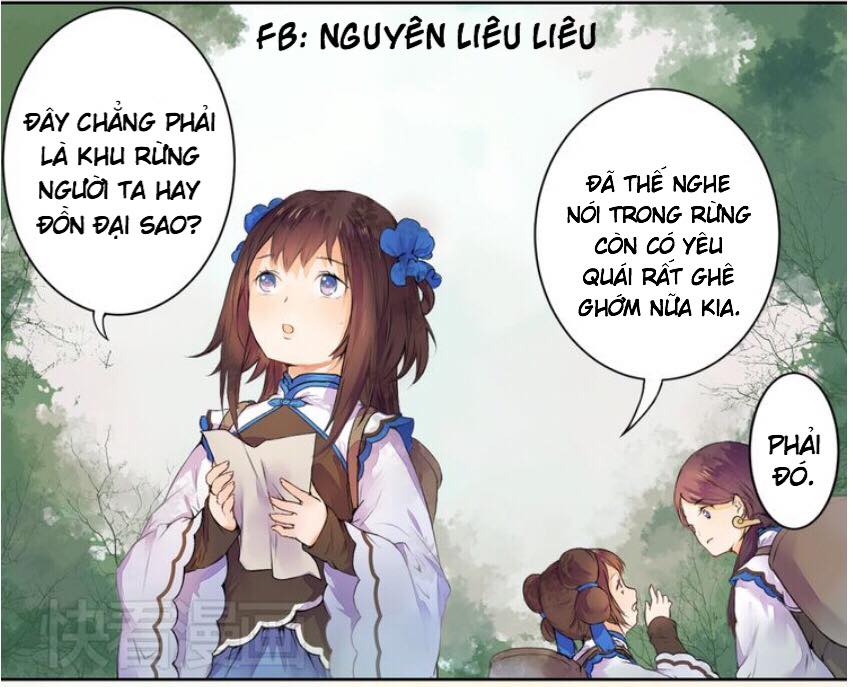 FB: NGUYÊN LIÊU LIÊU
ĐÂY CHẲNG PHẢI
LÀ KHU RỪNG
NGƯỜI TA HAY
ĐỒN ĐẠI SAO?
ĐÃ THẾ NGHE
NÓI TRONG RỪNG
CÒN CÓ YÊU
QUÁI RẤT GHÊ
GHỚM NỮA KIA.
PHẢI
ĐÓ.
快看漫画